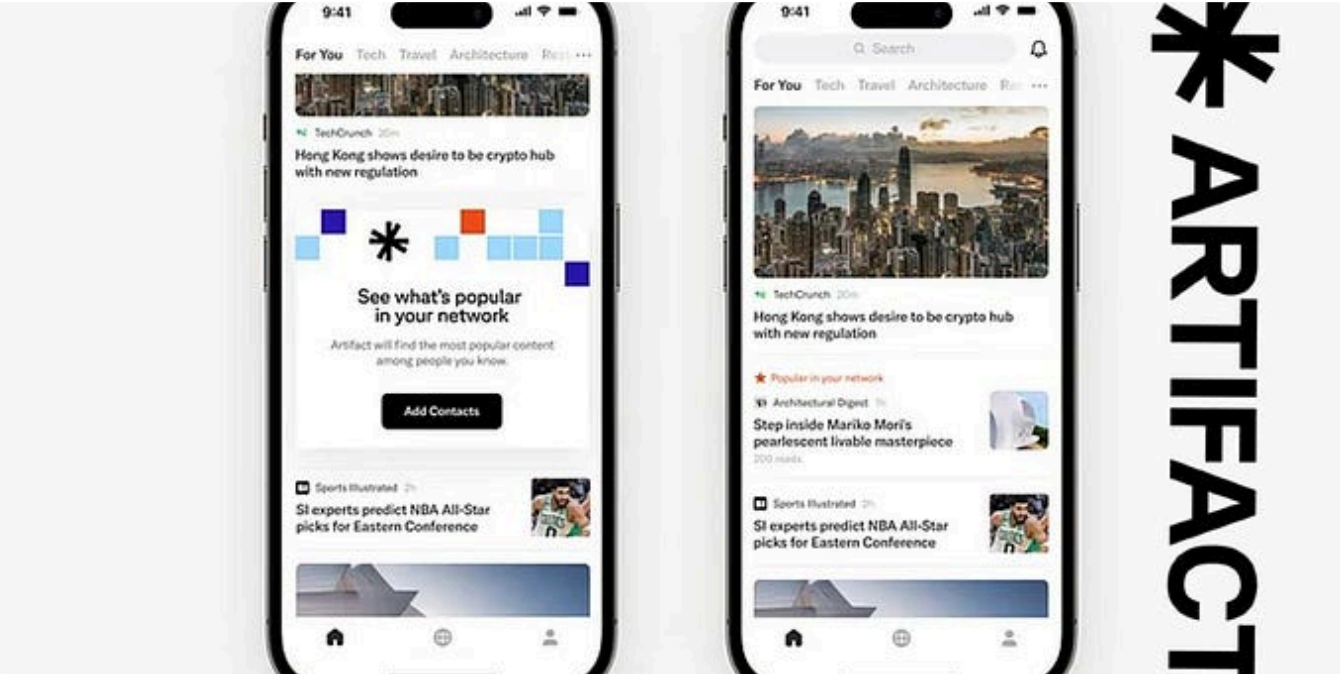 9:41
For You Tech Travel Architecture
TechCrunch 20m
Hong Kong shows desire to be crypto hub
with new regulation
See what's popular
in your network
Artifact will find the most popular content
among people you know.
Add Contacts
Sports Illustrated 2h
SI experts predict NBA All-Star
picks for Eastern Conference
9:41
Search
For You Tech Travel Architecture
TechCrunch 20m
Hong Kong shows desire to be crypto hub
with new regulation
Popular in your network
Architectural Digest
Step inside Mariko Mori's
pearlescent livable masterpiece
200 reads
Sports Illustrated 2h
SI experts predict NBA All-Star
picks for Eastern Conference
ARTIFACT